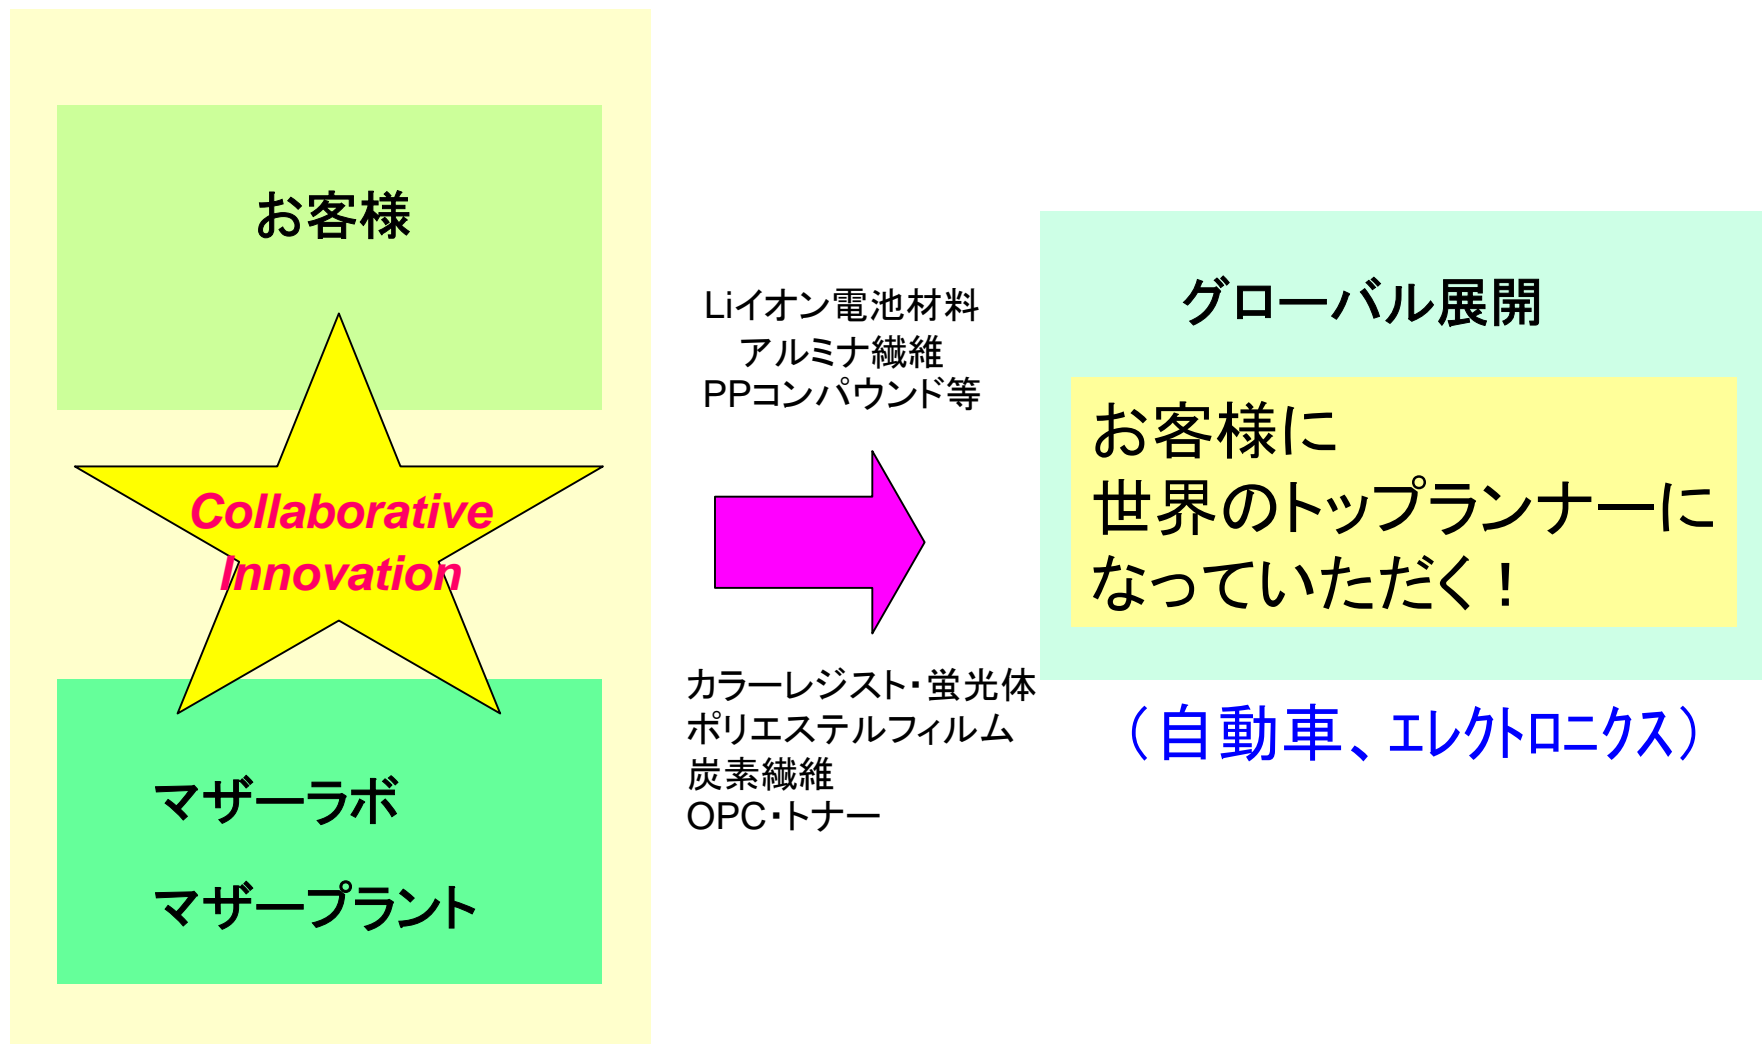 お客様
Collaborative
Innovation
マザーラボ
マザープラント
Liイオン電池材料
アルミナ繊維
PPコンパウンド等
カラーレジスト・蛍光体
ポリエステルフィルム
炭素繊維
OPC・トナー
グローバル展開
お客様に
世界のトップランナーに
なっていただく！
（自動車、ｴﾚｸﾄﾛﾆｸｽ）